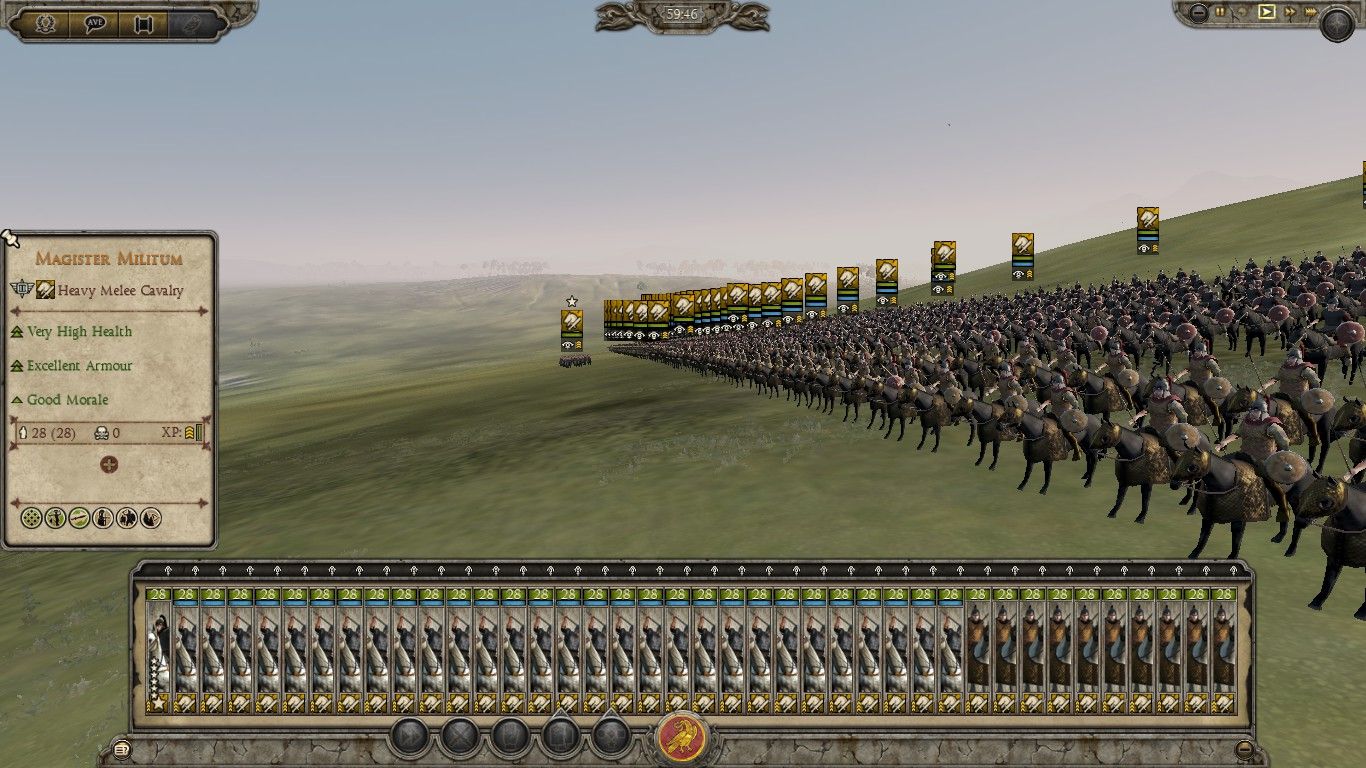 AVE
59:46
Magister Militum
Heavy Melee Cavalry
Very High Health
Excellent Armour
Good Morale
28 (28) 0 XP:
28 28 28 28 28 28 28 28 28 28 28 28 28 28 28 28 28 28 28 28 28 28 28 28 28 28 28 28 28 28 28 28 28 28 28 28 28 28 28 28